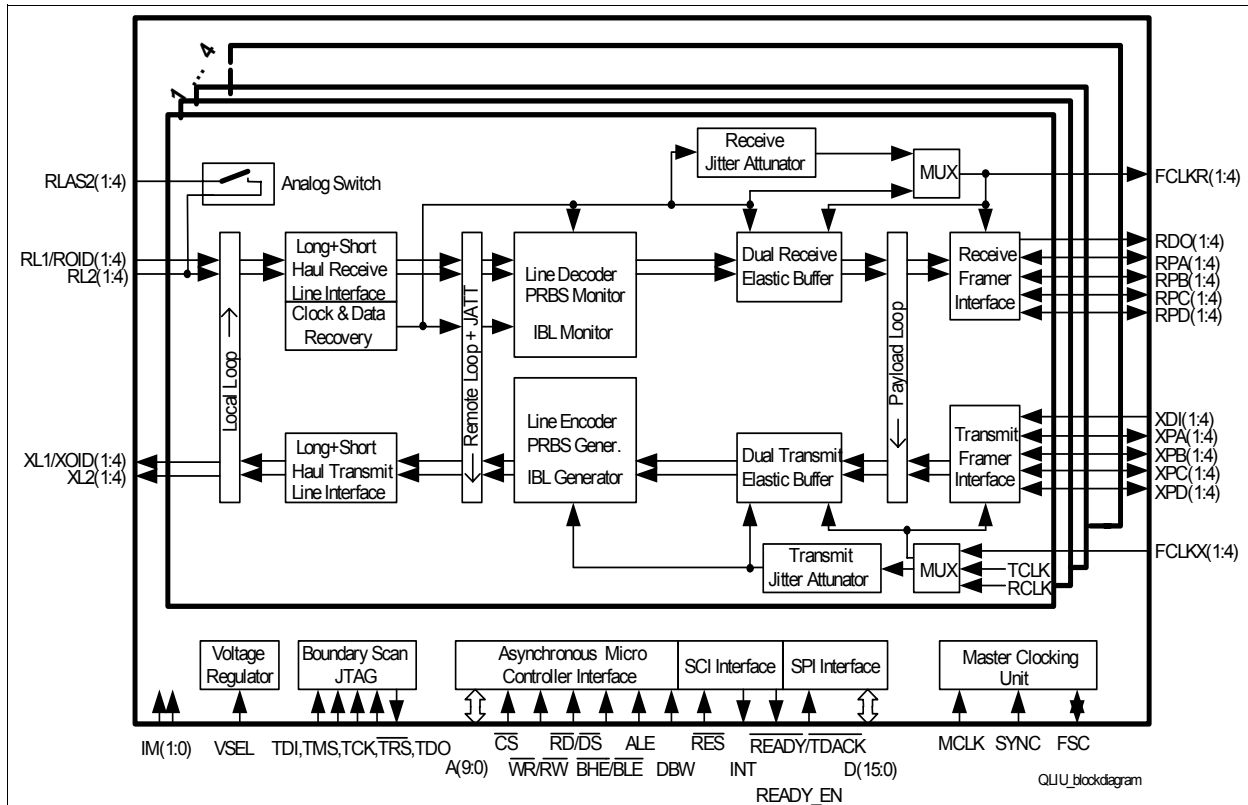 1 .... 4
Receive
Jitter Attunator
MUX
RLAS2(1:4)
Analog Switch
FCLKR(1:4)
RL1/ROID(1:4)
RL2(1:4)
Local Loop
Long+Short
Haul Receive
Line Interface
Clock & Data
Recovery
Remote Loop + JATT
Line Decoder
PRBS Monitor
IBL Monitor
Dual Receive
Elastic Buffer
Payload Loop
Receive
Framer
Interface
RDO(1:4)
RPA(1:4)
RPB(1:4)
RPC(1:4)
RPD(1:4)
XL1/XOID(1:4)
XL2(1:4)
Long+Short
Haul Transmit
Line Interface
Line Encoder
PRBS Gener.
IBL Generator
Dual Transmit
Elastic Buffer
Transmit
Framer
Interface
XDI(1:4)
XPA(1:4)
XPB(1:4)
XPC(1:4)
XPD(1:4)
Transmit
Jitter Attunator
MUX
FCLKX(1:4)
TCLK
RCLK
Voltage
Regulator
Boundary Scan
JTAG
Asynchronous Micro
Controller Interface
SCI Interface
SPI Interface
Master Clocking
Unit
IM(1:0)
VSEL
TDI,TMS,TCK,TRS,TDO
A(9:0)
CS
WR/RW
RD/DS
BHE/BLE
ALE
DBW
RES
INT
READY/TDACK
READY_EN
D(15:0)
MCLK
SYNC
FSC
QLIU_blockdiagram